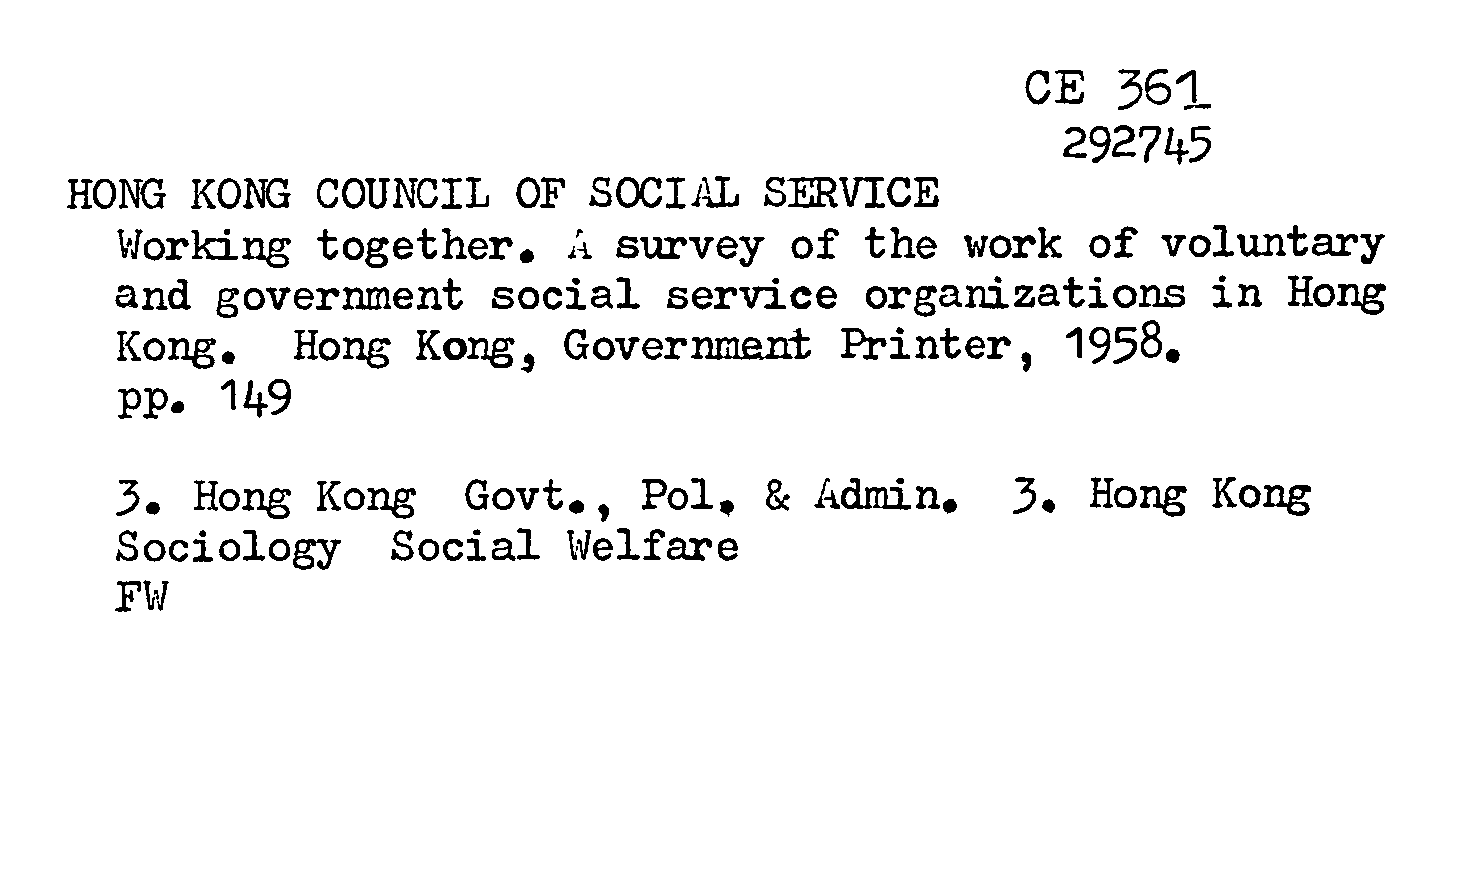 CE 361
292745
HONG KONG COUNCIL OF SOCIAL SERVICE
Working together. A survey of the work of voluntary
and government social service organizations in Hong
Kong. Hong Kong, Government Printer, 1958.
pp. 149
3. Hong Kong Govt., Pol. & Admin. 3. Hong Kong
Sociology Social Welfare
FW